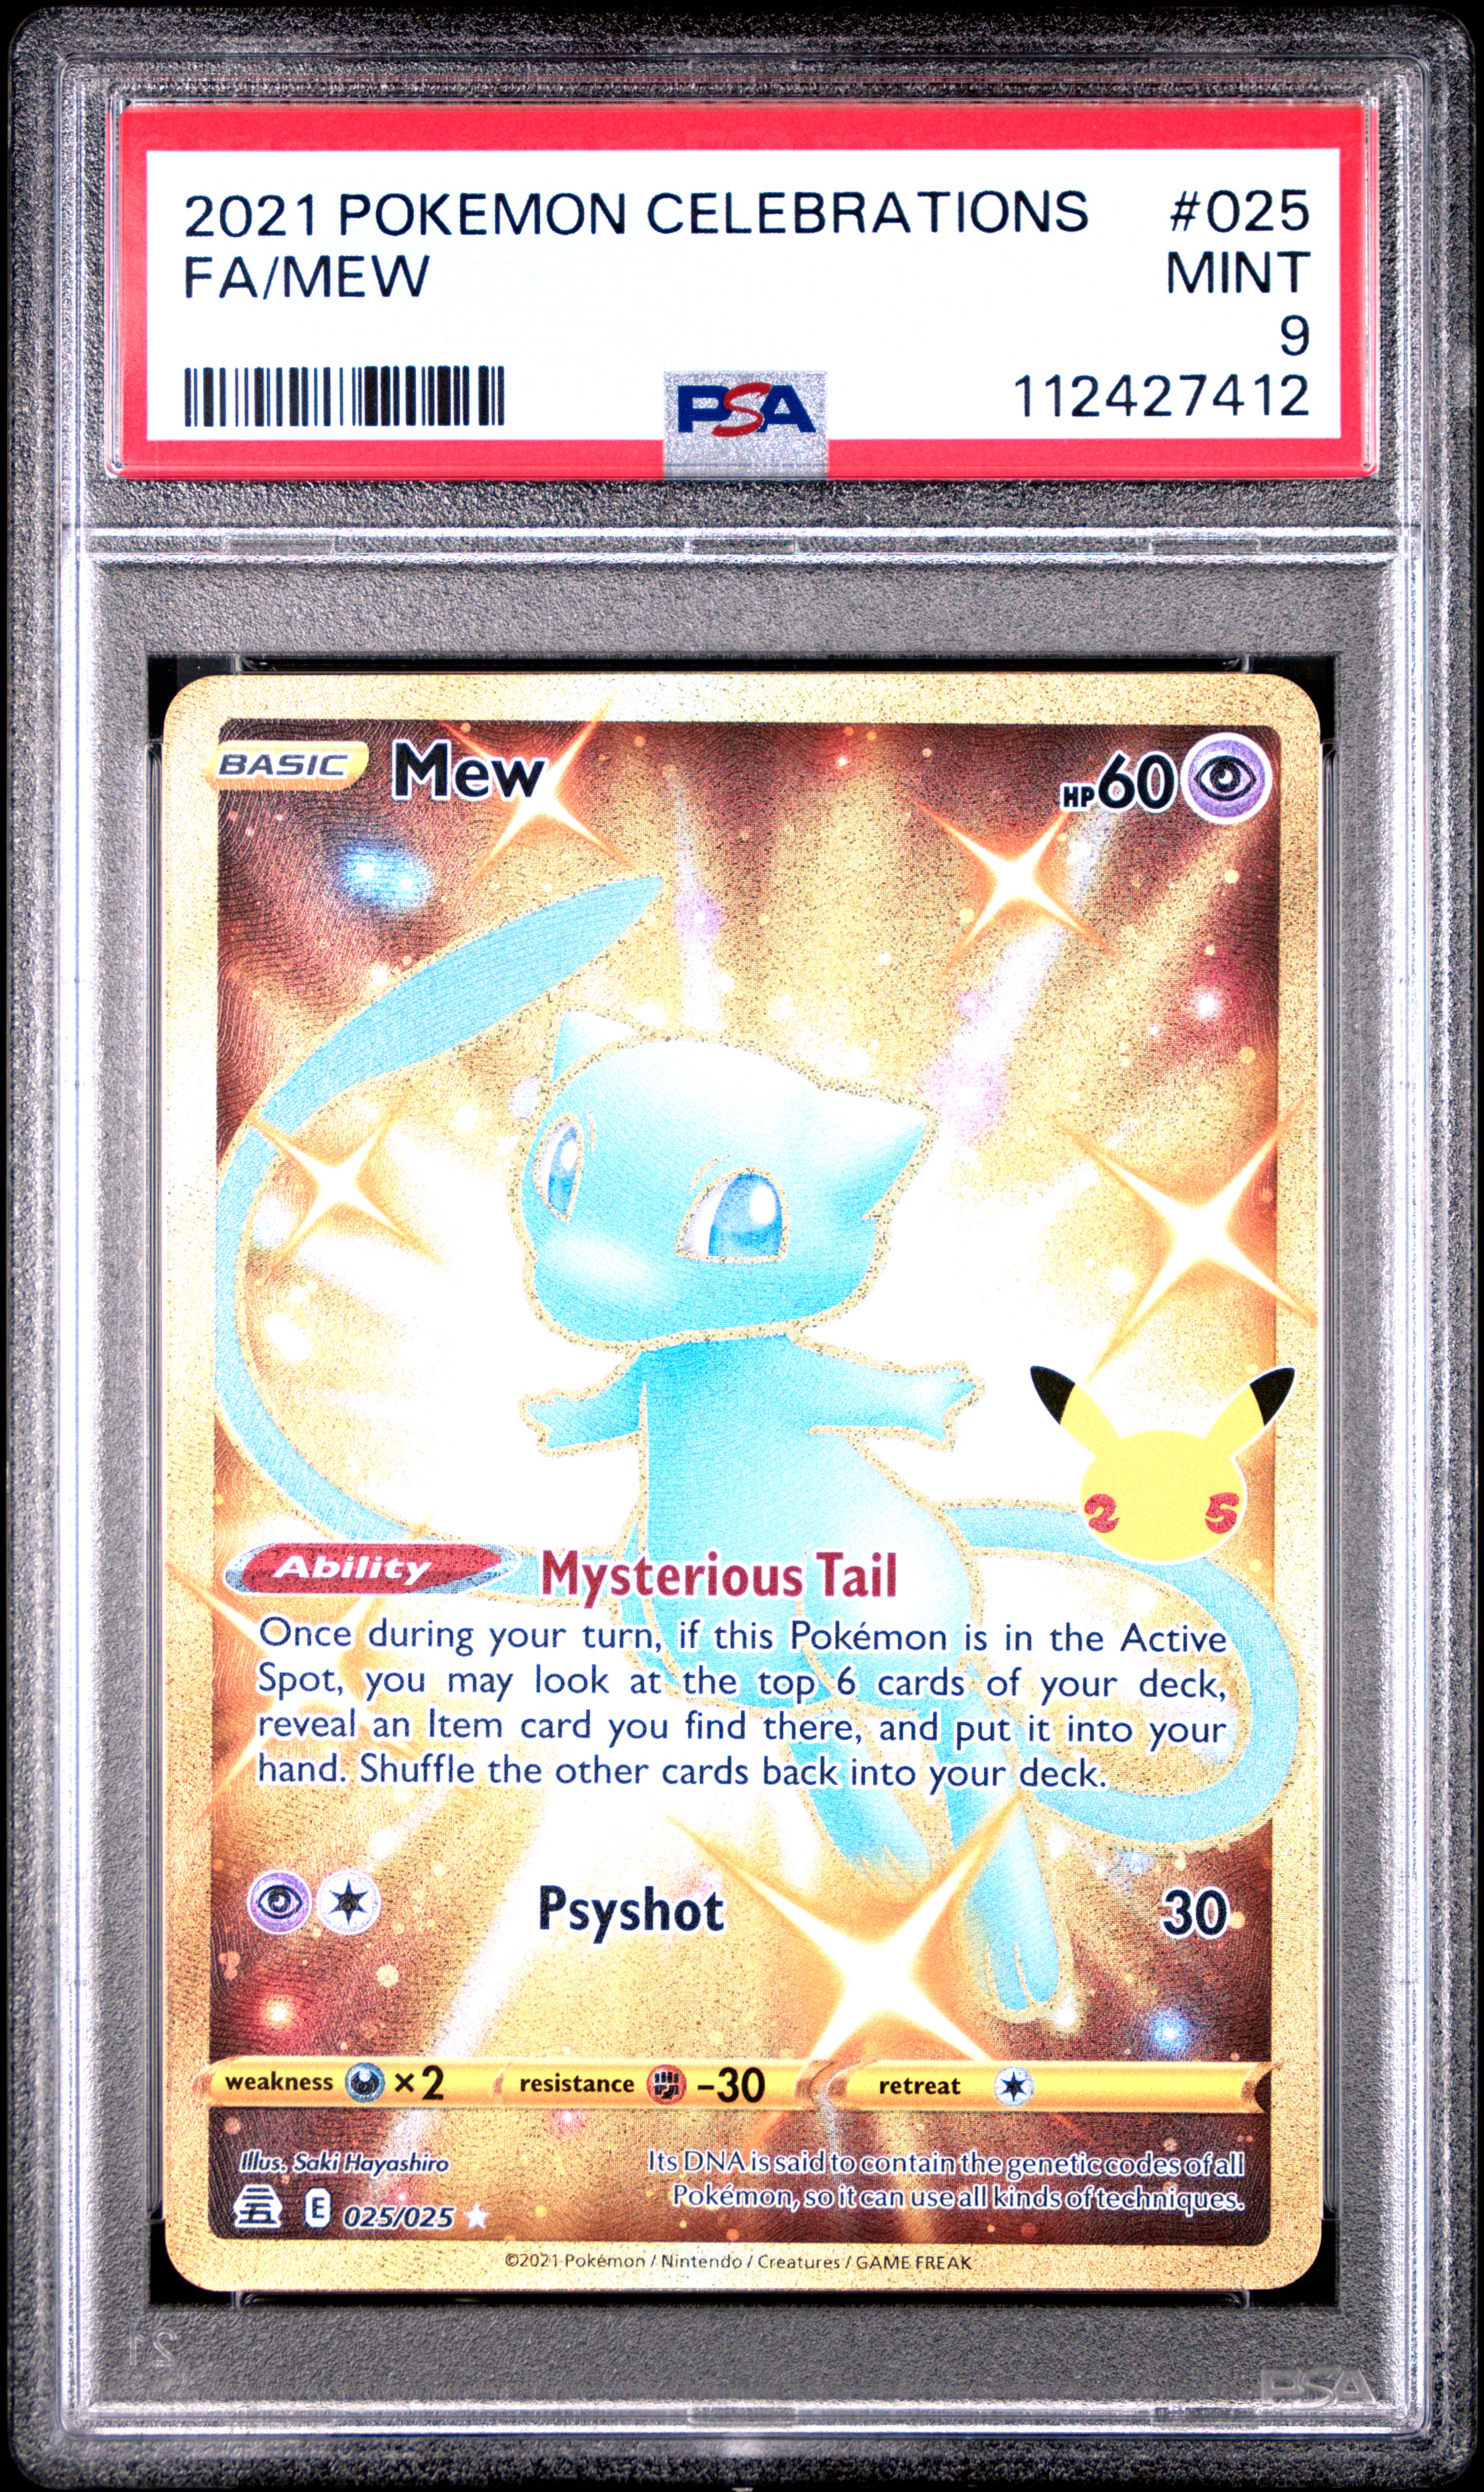 2021 POKEMON CELEBRATIONS #025
FA/MEW MINT
9
PSA 112427412
BASIC Mew HP60
25
Ability Mysterious Tail
Once during your turn, if this Pokémon is in the Active
Spot, you may look at the top 6 cards of your deck,
reveal an Item card you find there, and put it into your
hand. Shuffle the other cards back into your deck.
Psyshot 30
weakness ×2 resistance -30 retreat
Illus. Saki Hayashiro
Its DNA is said to contain the genetic codes of all
Pokémon, so it can use all kinds of techniques.
E 025/025
©2021 Pokémon / Nintendo / Creatures / GAME FREAK
PSA